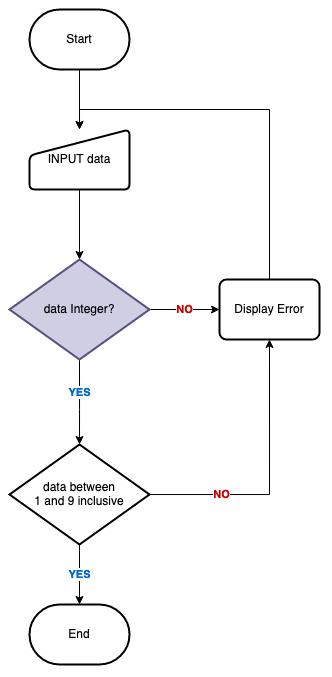 Start
INPUT data
data Integer?
NO
Display Error
YES
data between
1 and 9 inclusive
NO
YES
End